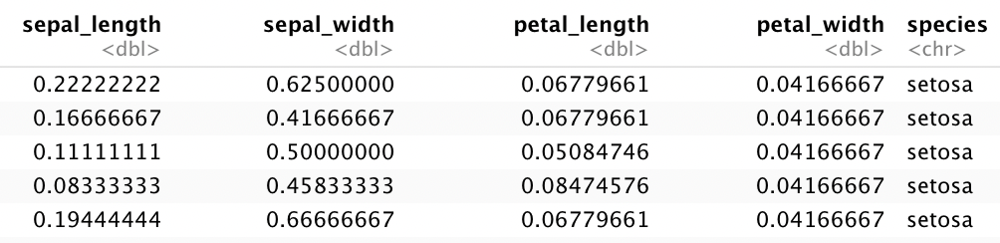 sepal_length sepal_width petal_length petal_width species
<dbl> <dbl> <dbl> <dbl> <chr>
0.22222222 0.62500000 0.06779661 0.04166667 setosa
0.16666667 0.41666667 0.06779661 0.04166667 setosa
0.11111111 0.50000000 0.05084746 0.04166667 setosa
0.08333333 0.45833333 0.08474576 0.04166667 setosa
0.19444444 0.66666667 0.06779661 0.04166667 setosa